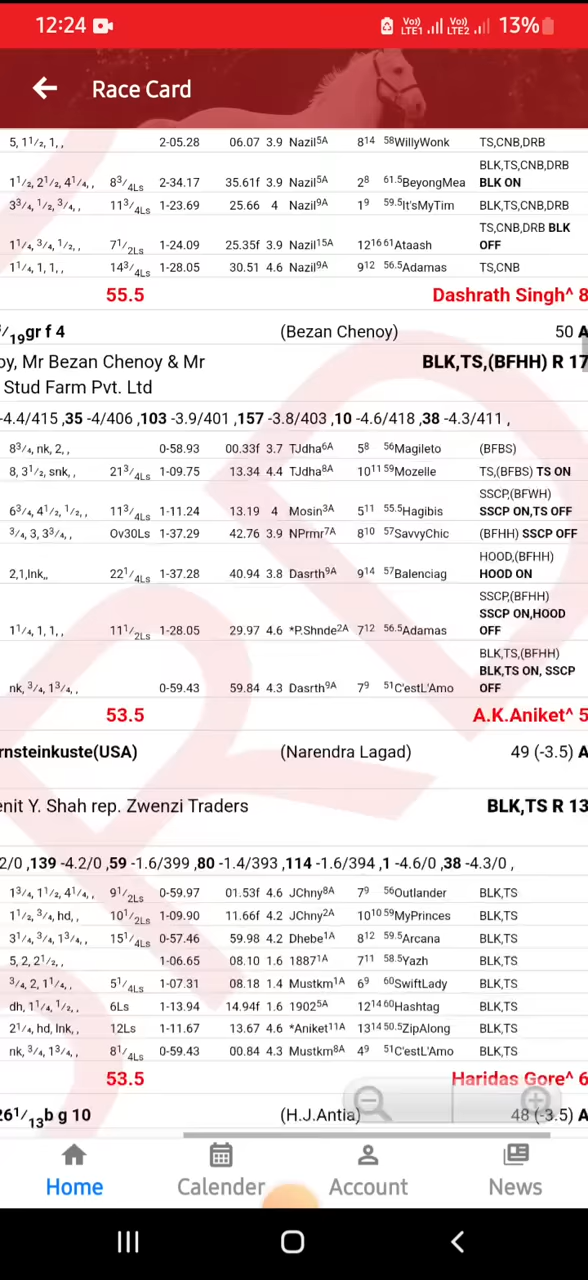 12:24 Vo) LTE1 Vo) LTE2 13%
Race Card
5, 1¹/₂, 1, , 2-05.28 06.07 3.9 Nazil⁵ᴬ 8¹⁴ ⁵⁸WillyWonk TS,CNB,DRB
1¹/₂, 2¹/₂, 4¹/₄, , 8³/₄Ls 2-34.17 35.61f 3.9 Nazil⁵ᴬ 2⁸ ⁶¹·⁵BeyongMea BLK,TS,CNB,DRB
BLK ON
3³/₄, ¹/₂, ³/₄, , 11³/₄Ls 1-23.69 25.66 4 Nazil⁹ᴬ 1⁹ ⁵⁹·⁵It'sMyTim BLK,TS,CNB,DRB
1¹/₄, ³/₄, ¹/₂, , 7¹/₂Ls 1-24.09 25.35f 3.9 Nazil¹⁵ᴬ 12¹⁶ ⁶¹Ataash TS,CNB,DRB BLK
OFF
1¹/₄, 1, 1, , 14³/₄Ls 1-28.05 30.51 4.6 Nazil⁹ᴬ 9¹² ⁵⁶·⁵Adamas TS,CNB
55.5 Dashrath Singh^ 8
/₁₉gr f 4 (Bezan Chenoy) 50 A
oy, Mr Bezan Chenoy & Mr BLK,TS,(BFHH) R 17
Stud Farm Pvt. Ltd
-4.4/415 ,35 -4/406 ,103 -3.9/401 ,157 -3.8/403 ,10 -4.6/418 ,38 -4.3/411 ,
8³/₄, nk, 2, , 0-58.93 00.33f 3.7 TJdha⁶ᴬ 5⁸ ⁵⁶Magileto (BFBS)
8, 3¹/₂, snk, , 21³/₄Ls 1-09.75 13.34 4.4 TJdha⁸ᴬ 10¹¹ ⁵⁹Mozelle TS,(BFBS) TS ON
6³/₄, 4¹/₂, ¹/₂, , 11³/₄Ls 1-11.24 13.19 4 Mosin³ᴬ 5¹¹ ⁵⁵·⁵Hagibis SSCP,(BFWH)
SSCP ON,TS OFF
³/₄, 3, 3³/₄, , Ov30Ls 1-37.29 42.76 3.9 NPrmr⁷ᴬ 8¹⁰ ⁵⁷SavvyChic (BFHH) SSCP OFF
2,1,lnk,, 22¹/₄Ls 1-37.28 40.94 3.8 Dasrth⁹ᴬ 9¹⁴ ⁵⁷Balenciag HOOD,(BFHH)
HOOD ON
1¹/₄, 1, 1, , 11¹/₂Ls 1-28.05 29.97 4.6 *P.Shnde²ᴬ 7¹² ⁵⁶·⁵Adamas SSCP,(BFHH)
SSCP ON,HOOD
OFF
nk, ³/₄, 1³/₄, , 0-59.43 59.84 4.3 Dasrth⁹ᴬ 7⁹ ⁵¹C'estL'Amo BLK,TS,(BFHH)
BLK,TS ON, SSCP
OFF
53.5 A.K.Aniket^ 5
rnsteinkuste(USA) (Narendra Lagad) 49 (-3.5) A
enit Y. Shah rep. Zwenzi Traders BLK,TS R 13
2/0 ,139 -4.2/0 ,59 -1.6/399 ,80 -1.4/393 ,114 -1.6/394 ,1 -4.6/0 ,38 -4.3/0 ,
1³/₄, 1¹/₂, 4¹/₄, , 9¹/₂Ls 0-59.97 01.53f 4.6 JChny⁸ᴬ 7⁹ ⁵⁶Outlander BLK,TS
1¹/₂, ³/₄, hd, , 10¹/₂Ls 1-09.90 11.66f 4.2 JChny²ᴬ 10¹⁰ ⁵⁹MyPrinces BLK,TS
3¹/₄, ³/₄, 1³/₄, , 15¹/₄Ls 0-57.46 59.98 4.2 Dhebe¹ᴬ 8¹² ⁵⁹·⁵Arcana BLK,TS
5, 2, 2¹/₂, , 1-06.65 08.10 1.6 1887¹ᴬ 7¹¹ ⁵⁸·⁵Yazh BLK,TS
³/₄, 2, 1¹/₄, , 5¹/₄Ls 1-07.31 08.18 1.4 Mustkm¹ᴬ 6⁹ ⁶⁰SwiftLady BLK,TS
dh, 1¹/₄, ¹/₂, , 6Ls 1-13.94 14.94f 1.6 1902⁵ᴬ 12¹⁴ ⁶⁰Hashtag BLK,TS
2¹/₄, hd, lnk, , 12Ls 1-11.67 13.67 4.6 *Aniket¹¹ᴬ 13¹⁴ ⁵⁰·⁵ZipAlong BLK,TS
nk, ³/₄, 1³/₄, , 8¹/₄Ls 0-59.43 00.84 4.3 Mustkm⁸ᴬ 4⁹ ⁵¹C'estL'Amo BLK,TS
53.5 Haridas Gore^ 6
26¹/₁₃b g 10 (H.J.Antia) 48 (-3.5) A
Home Calender Account News